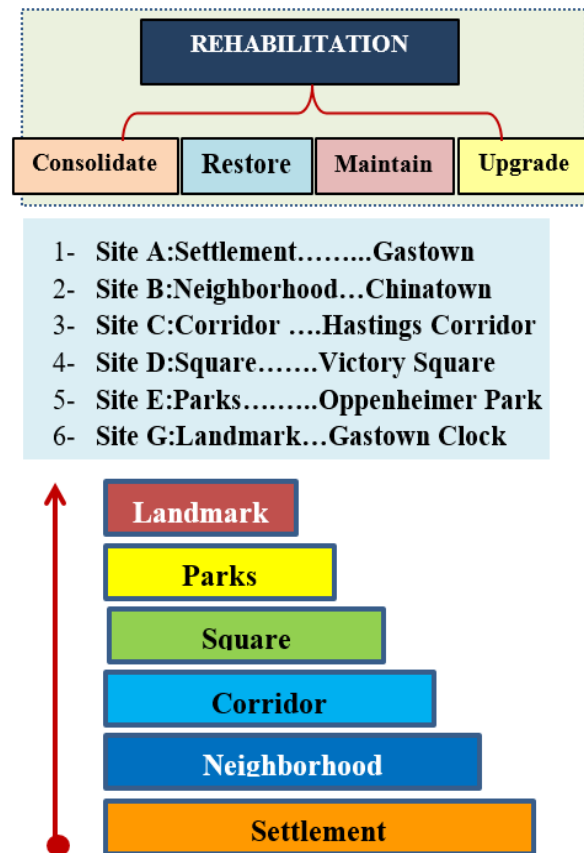 REHABILITATION
Consolidate Restore Maintain Upgrade
1- Site A:Settlement……...Gastown
2- Site B:Neighborhood…Chinatown
3- Site C:Corridor ….Hastings Corridor
4- Site D:Square…….Victory Square
5- Site E:Parks……...Oppenheimer Park
6- Site G:Landmark…Gastown Clock
Landmark
Parks
Square
Corridor
Neighborhood
Settlement